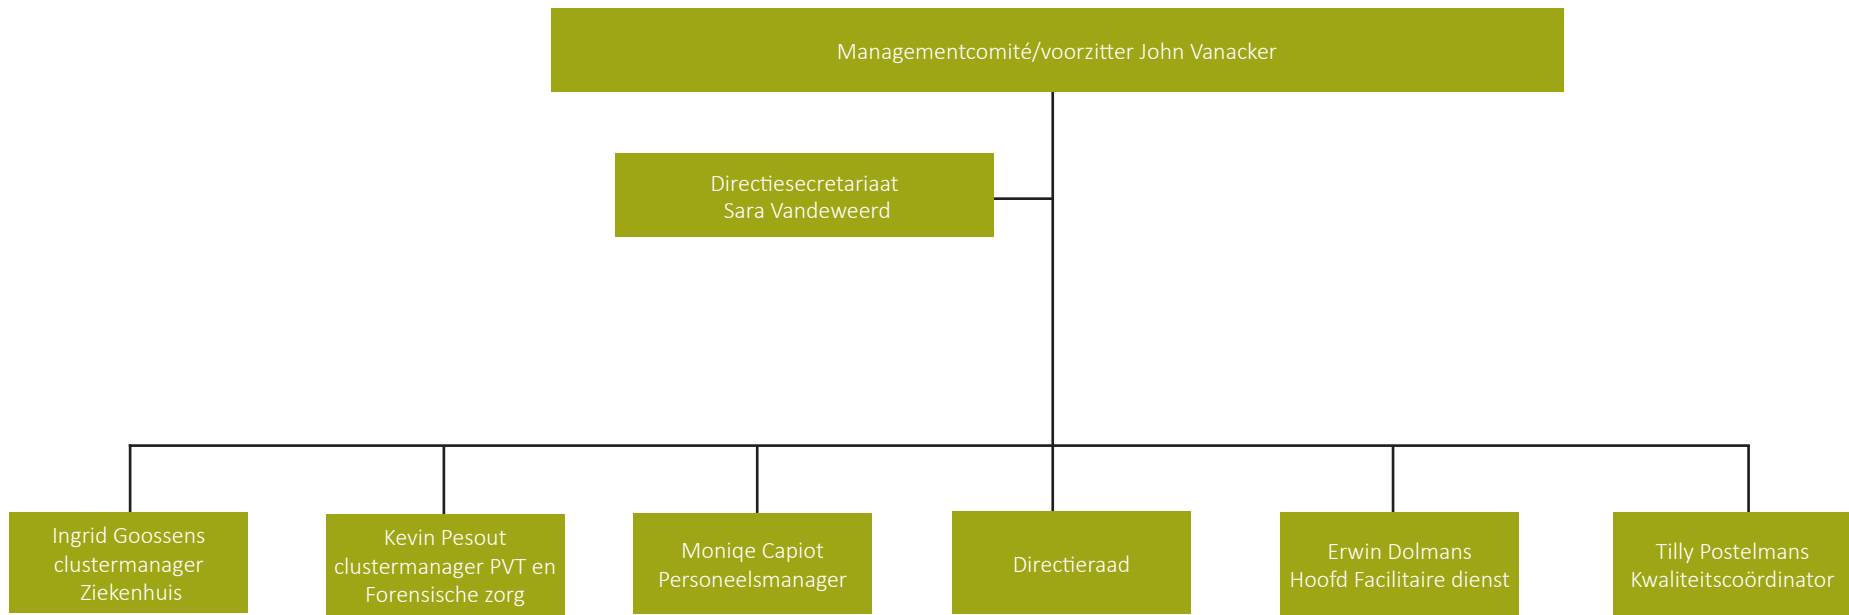 Managementcomité/voorzitter John Vanacker
Directiesecretariaat
Sara Vandeweerd
Ingrid Goossens
clustermanager
Ziekenhuis
Kevin Pesout
clustermanager PVT en
Forensische zorg
Moniqe Capiot
Personeelsmanager
Directieraad
Erwin Dolmans
Hoofd Facilitaire dienst
Tilly Postelmans
Kwaliteitscoördinator